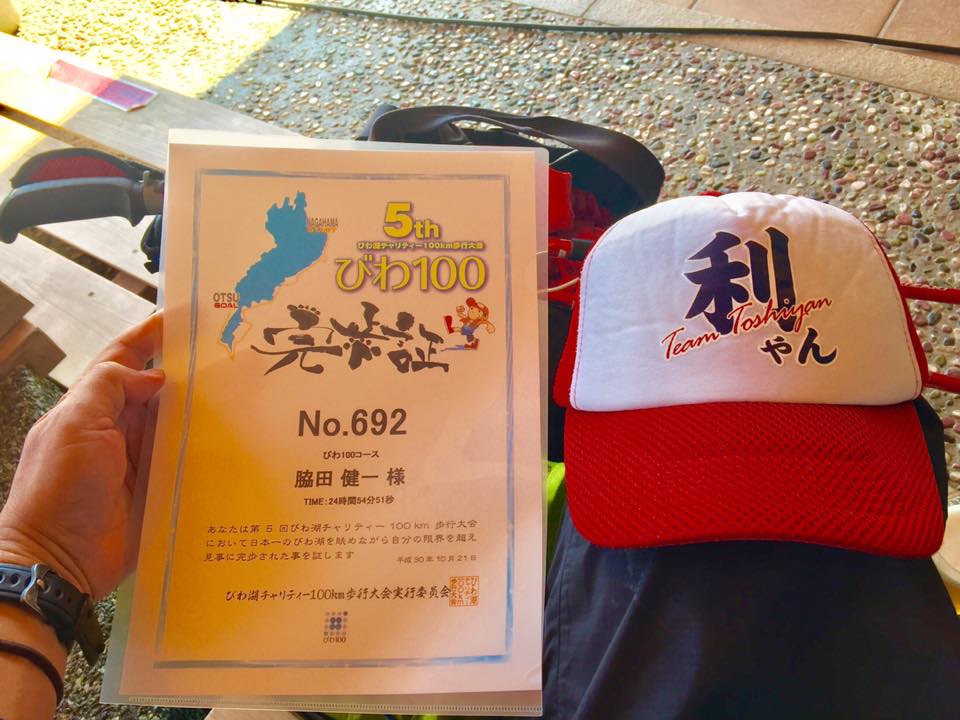 NAGAHAMA
START
5th
びわ湖チャリティー100km歩行大会
びわ100
OTSU
GOAL
完歩証
No.692
びわ100コース
脇田 健一 様
TIME:24時間54分51秒
あなたは第 5 回びわ湖チャリティー 100 km 歩行大会
において日本一のびわ湖を眺めながら自分の限界を超え
見事に完歩された事を証します
平成 30 年 10 月 21 日
びわ湖チャリティー100km歩行大会実行委員会
びわ100
利
Team Toshiyan
やん